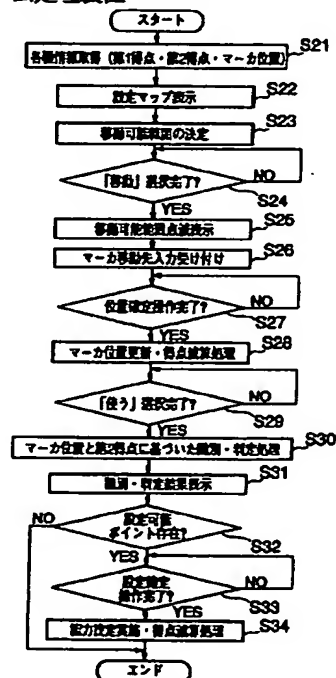 スタート
各種情報取得(第1得点・第2得点・マーカ位置)
S21
設定マップ表示
S22
移動可能範囲の決定
S23
「移動」選択完了?
NO
S24
YES
移動可能範囲点滅表示
S25
マーカ移動先入力受け付け
S26
位置確定操作完了?
NO
S27
YES
マーカ位置更新・得点減算処理
S28
「使う」選択完了?
NO
S29
YES
マーカ位置と第2得点に基づいた識別・判定処理
S30
識別・判定結果表示
S31
NO
設定可能
ポイント存在?
S32
YES
設定確定
操作完了?
NO
S33
YES
能力設定実施・得点減算処理
S34
エンド